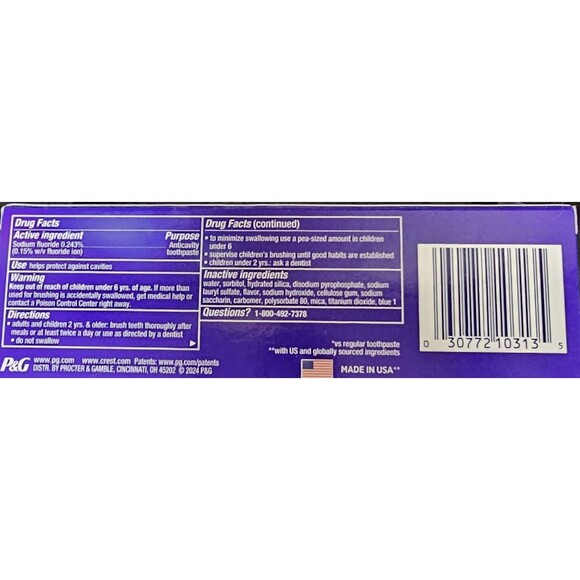 Drug Facts
Active ingredient Purpose
Sodium fluoride 0.243% Anticavity
(0.15% w/v fluoride ion) toothpaste
Use helps protect against cavities
Warning
Keep out of reach of children under 6 yrs. of age. If more than
used for brushing is accidentally swallowed, get medical help or
contact a Poison Control Center right away.
Directions
• adults and children 2 yrs. & older: brush teeth thoroughly after
meals or at least twice a day or use as directed by a dentist
• do not swallow
Drug Facts (continued)
• to minimize swallowing use a pea-sized amount in children
under 6
• supervise children's brushing until good habits are established
• children under 2 yrs.: ask a dentist
Inactive ingredients
water, sorbitol, hydrated silica, disodium pyrophosphate, sodium
lauryl sulfate, flavor, sodium hydroxide, cellulose gum, sodium
saccharin, carbomer, polysorbate 80, mica, titanium dioxide, blue 1
Questions? 1-800-492-7378
*vs regular toothpaste
**with US and globally sourced ingredients
MADE IN USA**
P&G www.pg.com www.crest.com Patents: www.pg.com/patents
DISTR. BY PROCTER & GAMBLE, CINCINNATI, OH 45202 © 2024 P&G
0 30772 10313 5